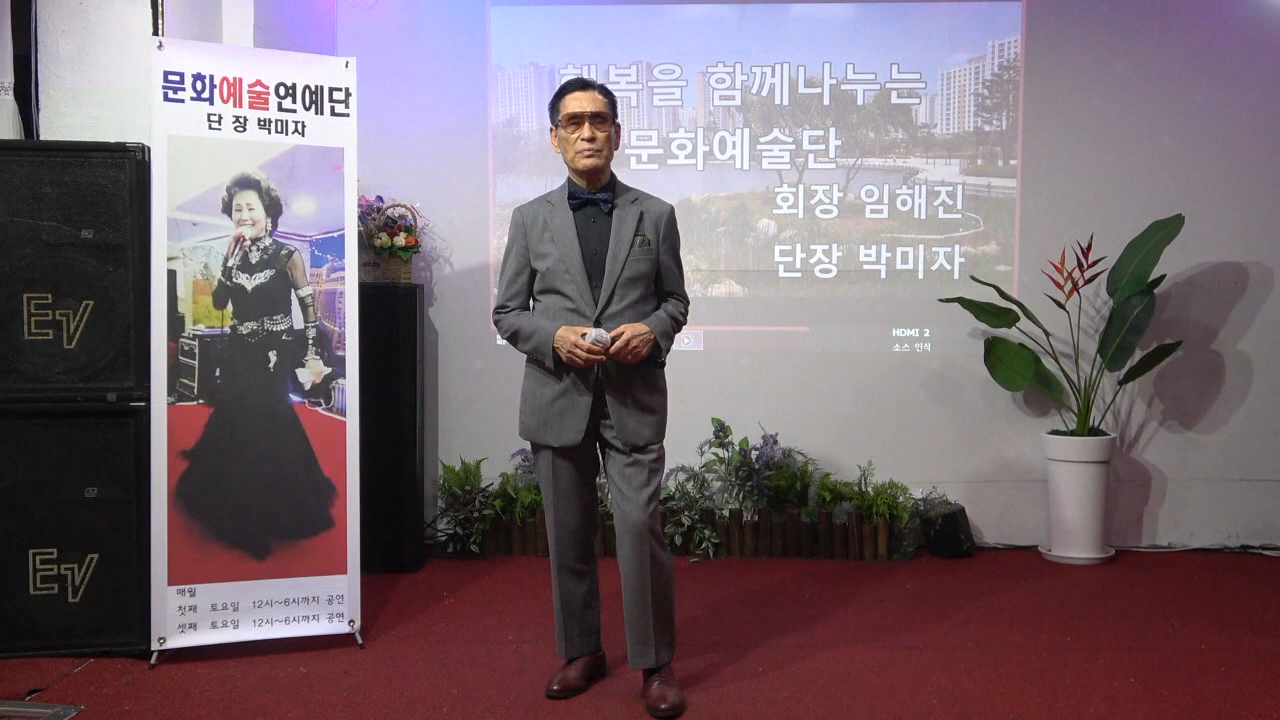 문화예술연예단
단 장 박미자
매월
첫째 토요일 12시~6시까지 공연
셋째 토요일 12시~6시까지 공연
행복을 함께나누는
문화예술단
회장 임해진
단장 박미자
HDMI 2
소스 인식
EV
EV